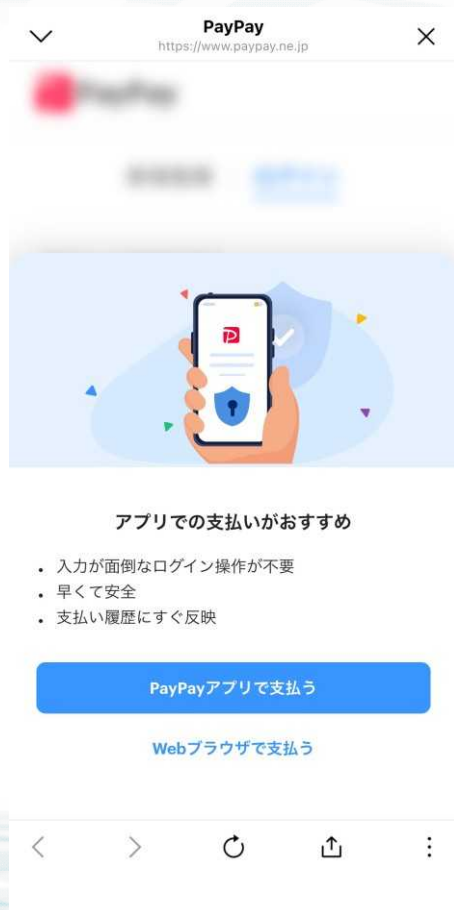 PayPay
https://www.paypay.ne.jp
アプリでの支払いがおすすめ
• 入力が面倒なログイン操作が不要
• 早くて安全
• 支払い履歴にすぐ反映
PayPayアプリで支払う
Webブラウザで支払う